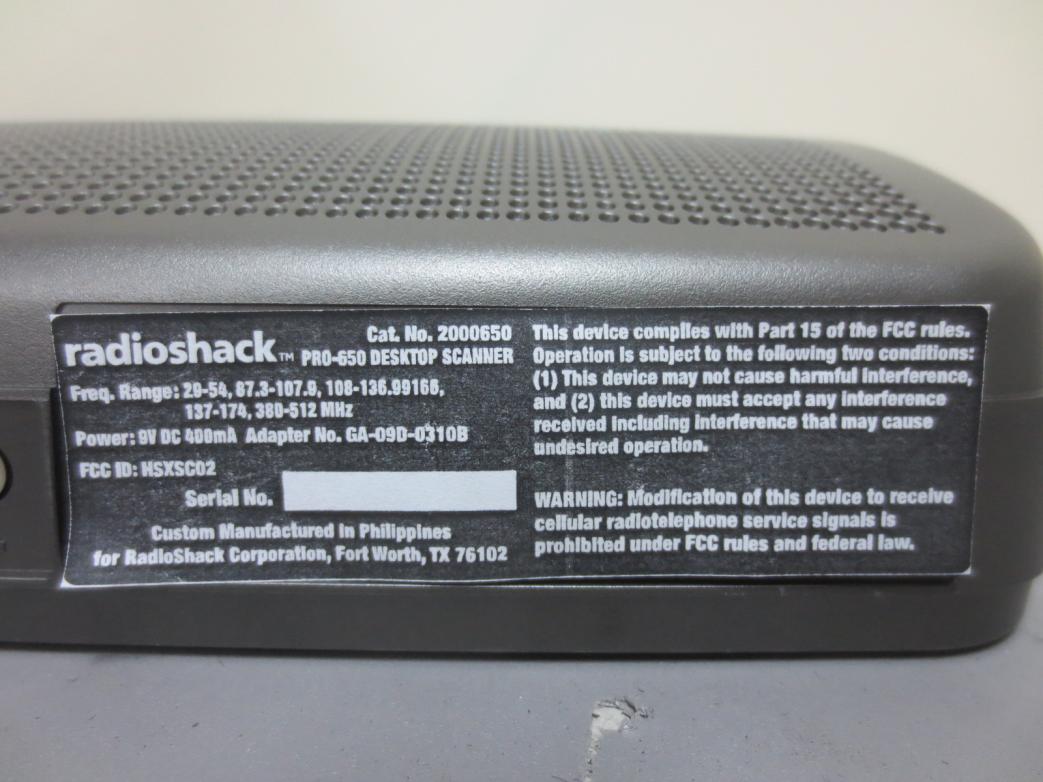 radioshack™
Cat. No. 2000650
PRO-650 DESKTOP SCANNER
Freq. Range: 29-54, 87.3-107.9, 108-136.99166,
137-174, 380-512 MHz
Power: 9V DC 400mA Adapter No. GA-09D-0310B
FCC ID: HSXSC02
Serial No.
Custom Manufactured in Philippines
for RadioShack Corporation, Fort Worth, TX 76102
This device complies with Part 15 of the FCC rules.
Operation is subject to the following two conditions:
(1) This device may not cause harmful interference,
and (2) this device must accept any interference
received including interference that may cause
undesired operation.
WARNING: Modification of this device to receive
cellular radiotelephone service signals is
prohibited under FCC rules and federal law.